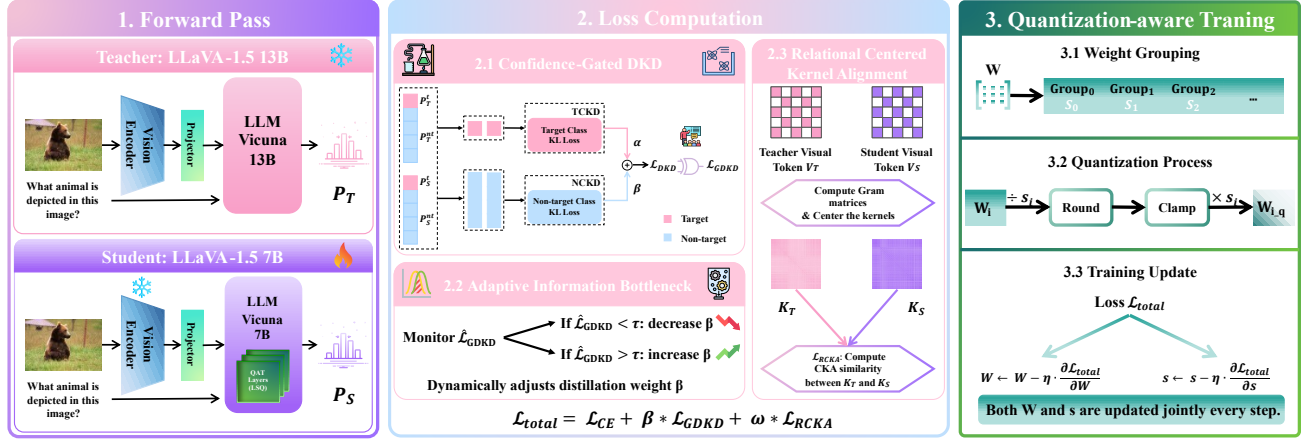 1. Forward Pass
Teacher: LLaVA-1.5 13B
Vision
Encoder
Projector
LLM
Vicuna
13B
What animal is
depicted in this
image?
P_T
Student: LLaVA-1.5 7B
Vision
Encoder
Projector
LLM
Vicuna
7B
QAT
Layers
(LSQ)
What animal is
depicted in this
image?
P_S
2. Loss Computation
2.1 Confidence-Gated DKD
P_T^t
P_T^nt
P_S^t
P_S^nt
TCKD
Target Class
KL Loss
NCKD
Non-target Class
KL Loss
α
β
ℒ_DKD
ℒ_GDKD
Target
Non-target
2.2 Adaptive Information Bottleneck
Monitor ℒ̂_GDKD
If ℒ̂_GDKD < τ: decrease β
If ℒ̂_GDKD > τ: increase β
Dynamically adjusts distillation weight β
2.3 Relational Centered
Kernel Alignment
Teacher Visual
Token V_T
Student Visual
Token V_S
Compute Gram
matrices
& Center the kernels
K_T
K_S
ℒ_RCKA: Compute
CKA similarity
between K_T and K_S
ℒ_total = ℒ_CE + β * ℒ_GDKD + ω * ℒ_RCKA
3. Quantization-aware Traning
3.1 Weight Grouping
W
Group_0 Group_1 Group_2 ...
S_0 S_1 S_2
3.2 Quantization Process
W_i
÷ s_i
Round
Clamp
× s_i
W_i_q
3.3 Training Update
Loss ℒ_total
W ← W − η · ∂ℒ_total/∂W
s ← s − η · ∂ℒ_total/∂s
Both W and s are updated jointly every step.